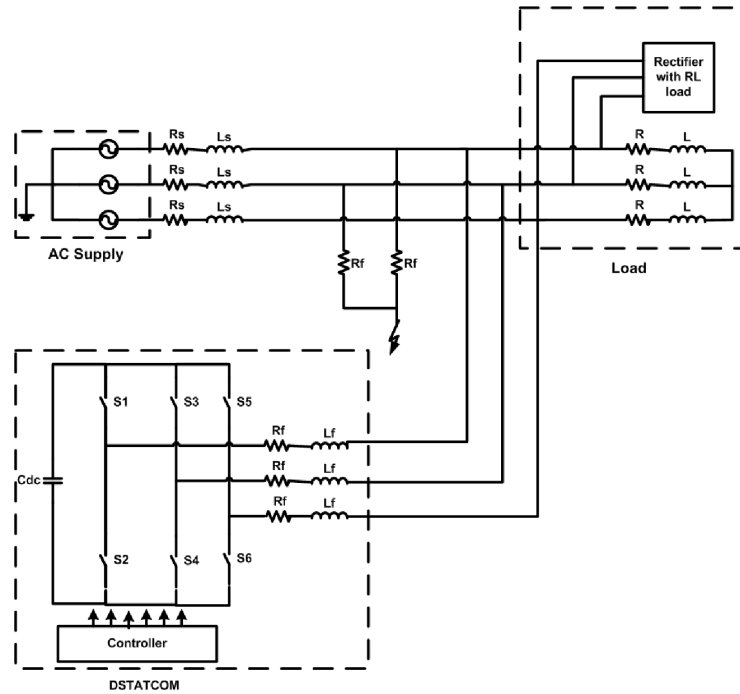 Rectifier
with RL
load
Rs
Ls
R
L
Rs
Ls
R
L
Rs
Ls
R
L
AC Supply
Rf
Rf
Load
S1
S3
S5
Rf
Lf
Cdc
Rf
Lf
Rf
Lf
S2
S4
S6
Controller
DSTATCOM